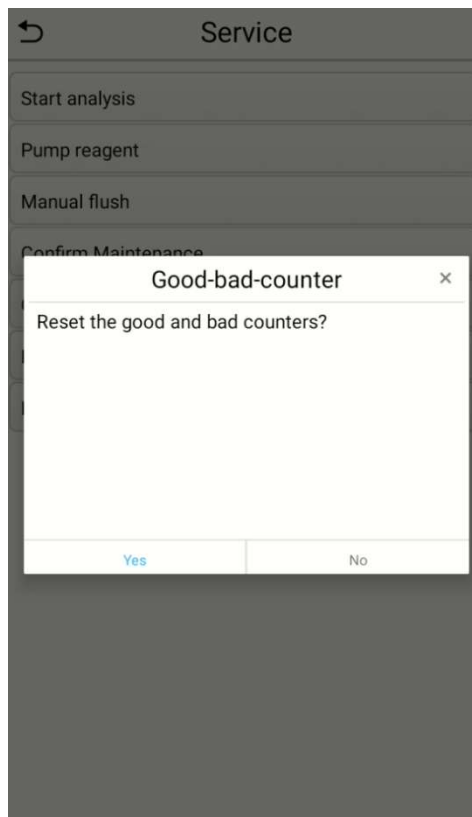 Service
Start analysis
Pump reagent
Manual flush
Confirm Maintenance
Good-bad-counter ×
Reset the good and bad counters?
Yes No